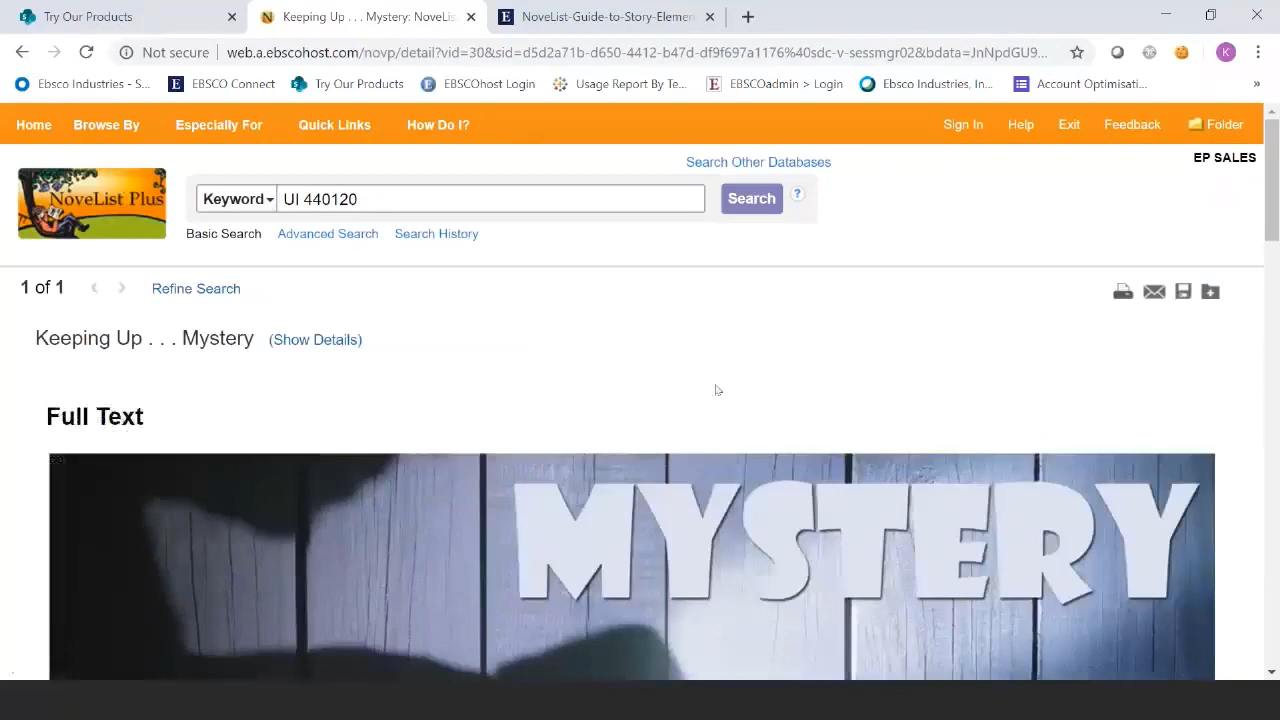 Try Our Products
Keeping Up . . . Mystery: NoveLis
NoveList-Guide-to-Story-Elemen
Not secure
web.a.ebscohost.com/novp/detail?vid=30&sid=d5d2a71b-d650-4412-b47d-df9f697a1176%40sdc-v-sessmgr02&bdata=JnNpdGU9...
K
Ebsco Industries - S...
EBSCO Connect
Try Our Products
EBSCOhost Login
Usage Report By Te...
EBSCOadmin > Login
Ebsco Industries, In...
Account Optimisati...
»
Home
Browse By
Especially For
Quick Links
How Do I?
Sign In
Help
Exit
Feedback
Folder
Search Other Databases
EP SALES
NoveList Plus
Keyword
UI 440120
Search
?
Basic Search
Advanced Search
Search History
1 of 1
Refine Search
Keeping Up . . . Mystery (Show Details)
Full Text
MYSTERY